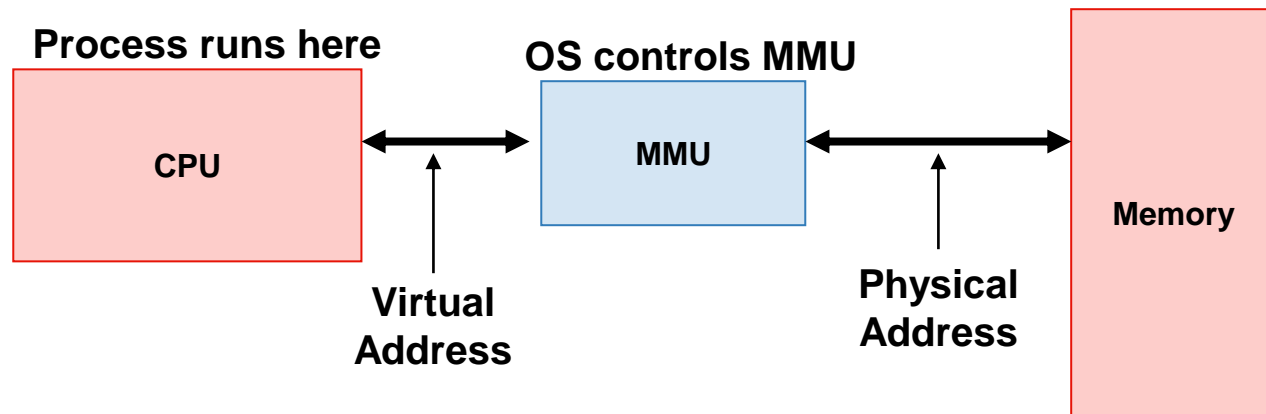 Process runs here
OS controls MMU
CPU
MMU
Memory
Virtual
Address
Physical
Address